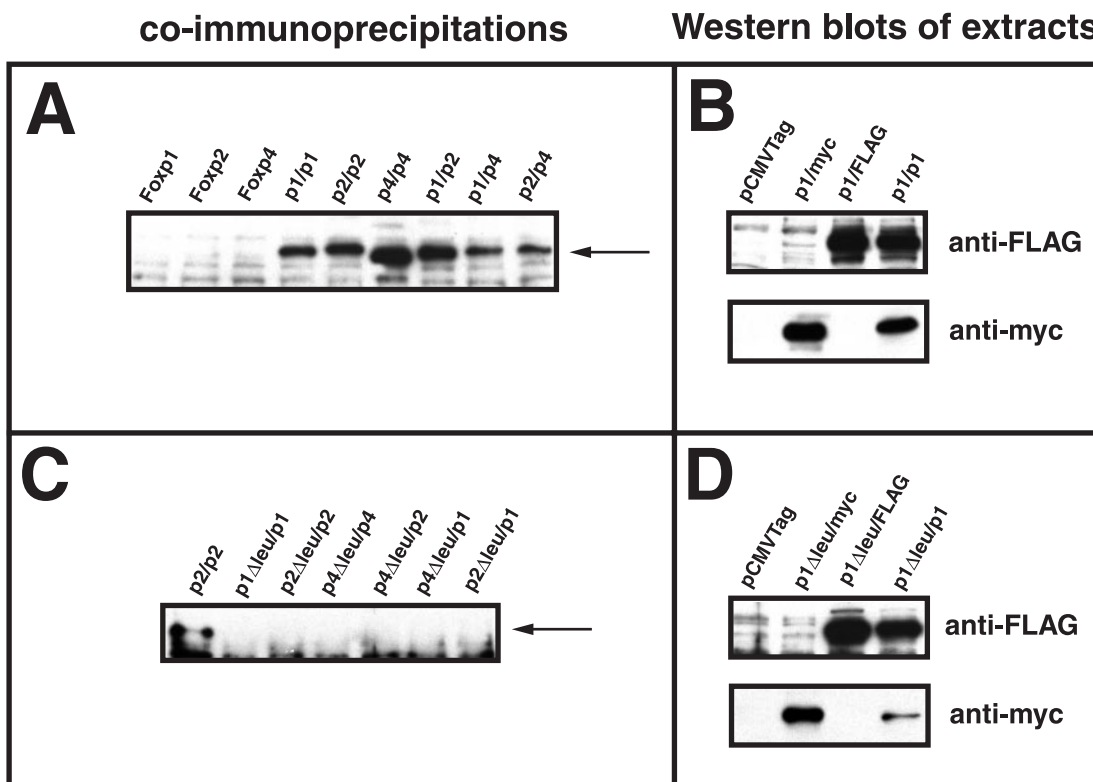 co-immunoprecipitations
Western blots of extracts
A
Foxp1
Foxp2
Foxp4
p1/p1
p2/p2
p4/p4
p1/p2
p1/p4
p2/p4
B
pCMVTag
p1/myc
p1/FLAG
p1/p1
anti-FLAG
anti-myc
C
p2/p2
p1Δleu/p1
p2Δleu/p2
p4Δleu/p4
p4Δleu/p2
p4Δleu/p1
p2Δleu/p1
D
pCMVTag
p1Δleu/myc
p1Δleu/FLAG
p1Δleu/p1
anti-FLAG
anti-myc